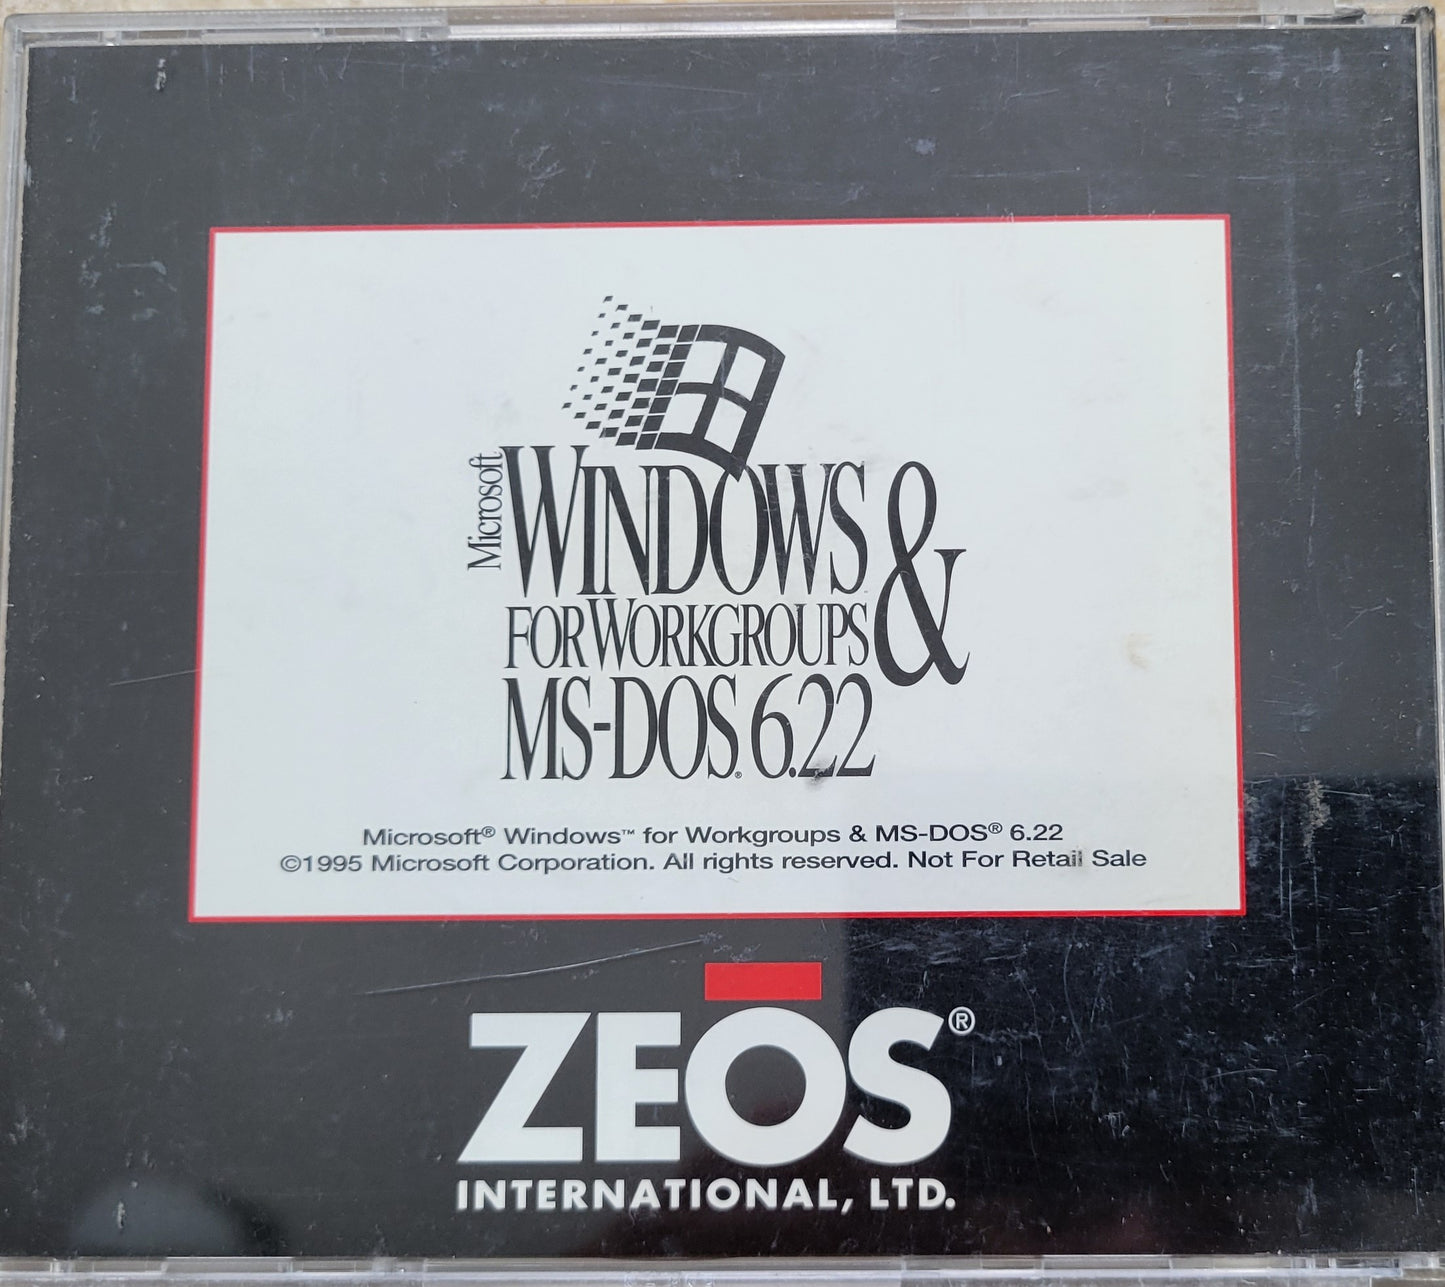 Microsoft
WINDOWS &
FOR WORKGROUPS
MS-DOS® 6.22
Microsoft® Windows™ for Workgroups & MS-DOS® 6.22
©1995 Microsoft Corporation. All rights reserved. Not For Retail Sale
ZEŌS®
INTERNATIONAL, LTD.